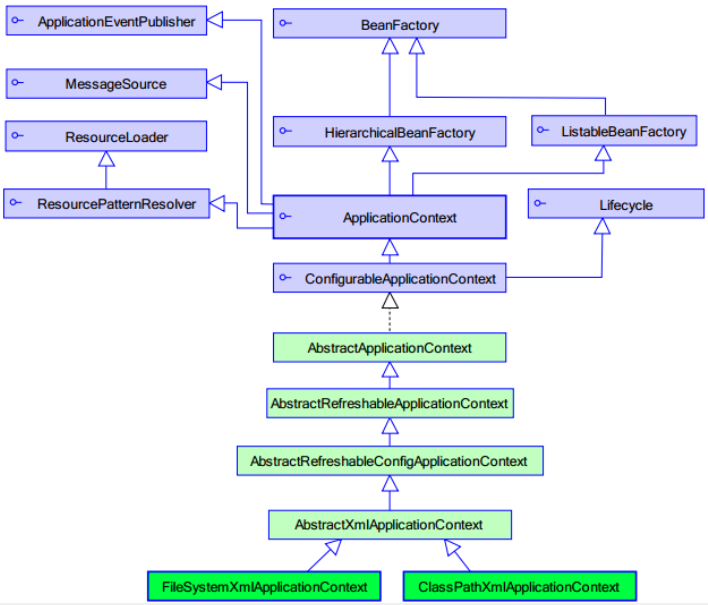 ApplicationEventPublisher
BeanFactory
MessageSource
ResourceLoader
HierarchicalBeanFactory
ListableBeanFactory
ResourcePatternResolver
ApplicationContext
Lifecycle
ConfigurableApplicationContext
AbstractApplicationContext
AbstractRefreshableApplicationContext
AbstractRefreshableConfigApplicationContext
AbstractXmlApplicationContext
FileSystemXmlApplicationContext
ClassPathXmlApplicationContext